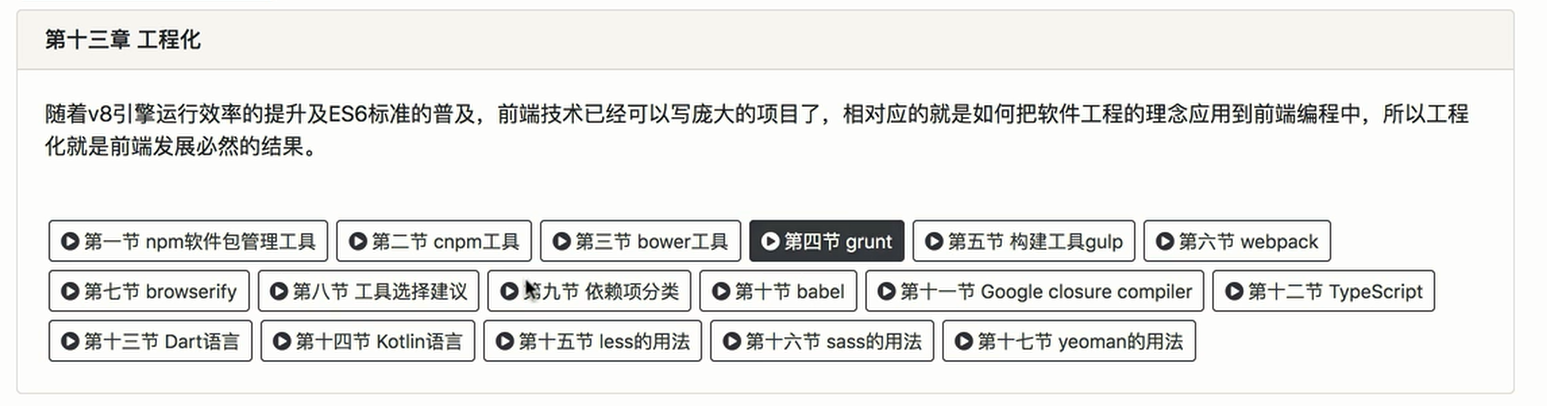 第十三章 工程化
随着v8引擎运行效率的提升及ES6标准的普及，前端技术已经可以写庞大的项目了，相对应的就是如何把软件工程的理念应用到前端编程中，所以工程
化就是前端发展必然的结果。
第一节 npm软件包管理工具 第二节 cnpm工具 第三节 bower工具 第四节 grunt 第五节 构建工具gulp 第六节 webpack
第七节 browserify 第八节 工具选择建议 第九节 依赖项分类 第十节 babel 第十一节 Google closure compiler 第十二节 TypeScript
第十三节 Dart语言 第十四节 Kotlin语言 第十五节 less的用法 第十六节 sass的用法 第十七节 yeoman的用法